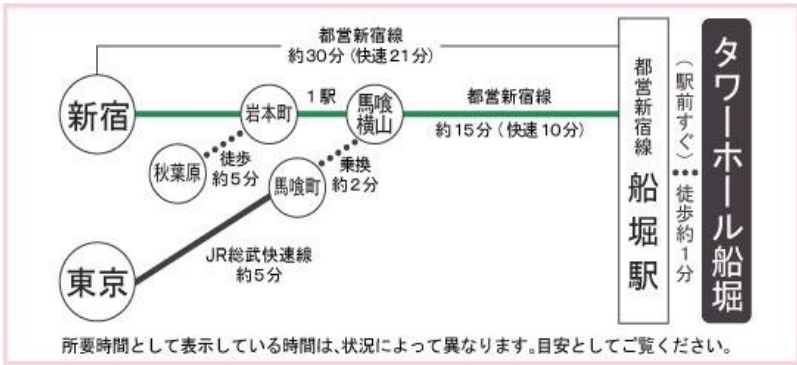 都営新宿線
約30分(快速21分)
新宿
岩本町
1駅
馬喰
横山
都営新宿線
約15分(快速10分)
秋葉原
徒歩
約5分
馬喰町
乗換
約2分
東京
JR総武快速線
約5分
都営新宿線
船堀駅
(駅前すぐ)
徒歩約1分
タワーホール船堀
所要時間として表示している時間は、状況によって異なります。目安としてご覧ください。